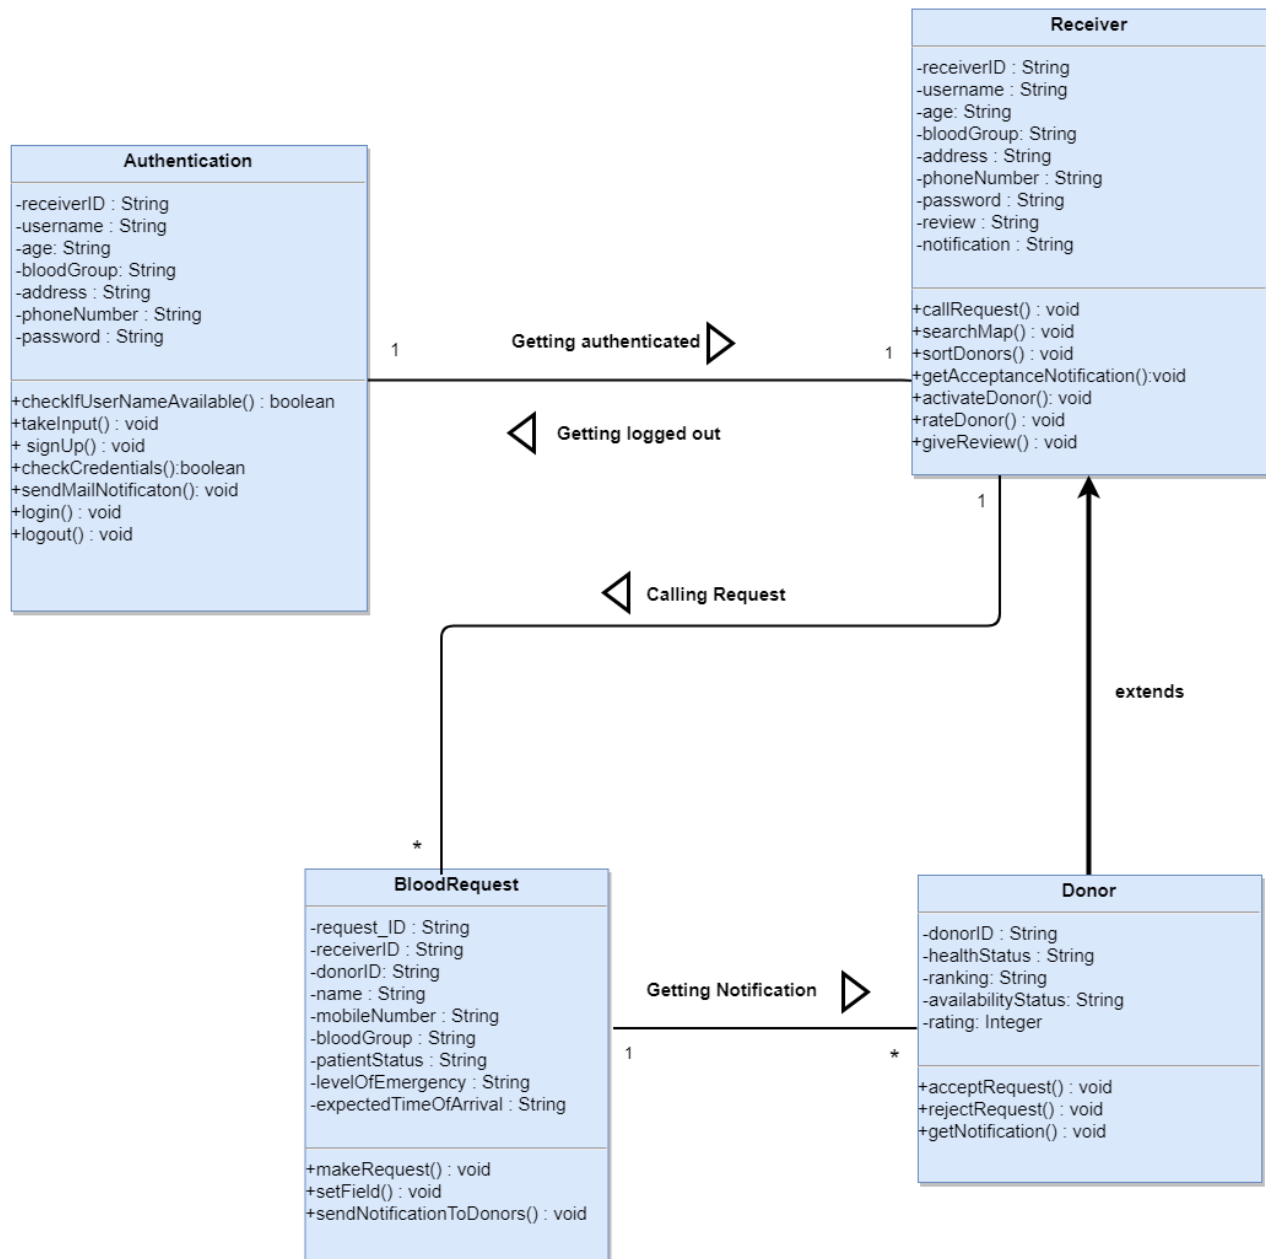 Receiver
-receiverID : String
-username : String
-age: String
-bloodGroup: String
-address : String
-phoneNumber : String
-password : String
-review : String
-notification : String
+callRequest() : void
+searchMap() : void
+sortDonors() : void
+getAcceptanceNotification():void
+activateDonor(): void
+rateDonor() : void
+giveReview() : void
Authentication
-receiverID : String
-username : String
-age: String
-bloodGroup: String
-address : String
-phoneNumber : String
-password : String
+checkIfUserNameAvailable() : boolean
+takeInput() : void
+ signUp() : void
+checkCredentials():boolean
+sendMailNotificaton(): void
+login() : void
+logout() : void
1
Getting authenticated
1
Getting logged out
1
Calling Request
*
extends
BloodRequest
-request_ID : String
-receiverID : String
-donorID: String
-name : String
-mobileNumber : String
-bloodGroup : String
-patientStatus : String
-levelOfEmergency : String
-expectedTimeOfArrival : String
+makeRequest() : void
+setField() : void
+sendNotificationToDonors() : void
Getting Notification
1
*
Donor
-donorID : String
-healthStatus : String
-ranking: String
-availabilityStatus: String
-rating: Integer
+acceptRequest() : void
+rejectRequest() : void
+getNotification() : void